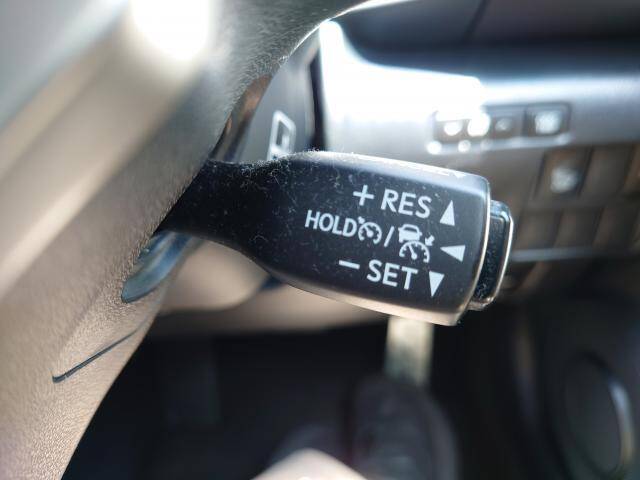 + RES
HOLD /
− SET